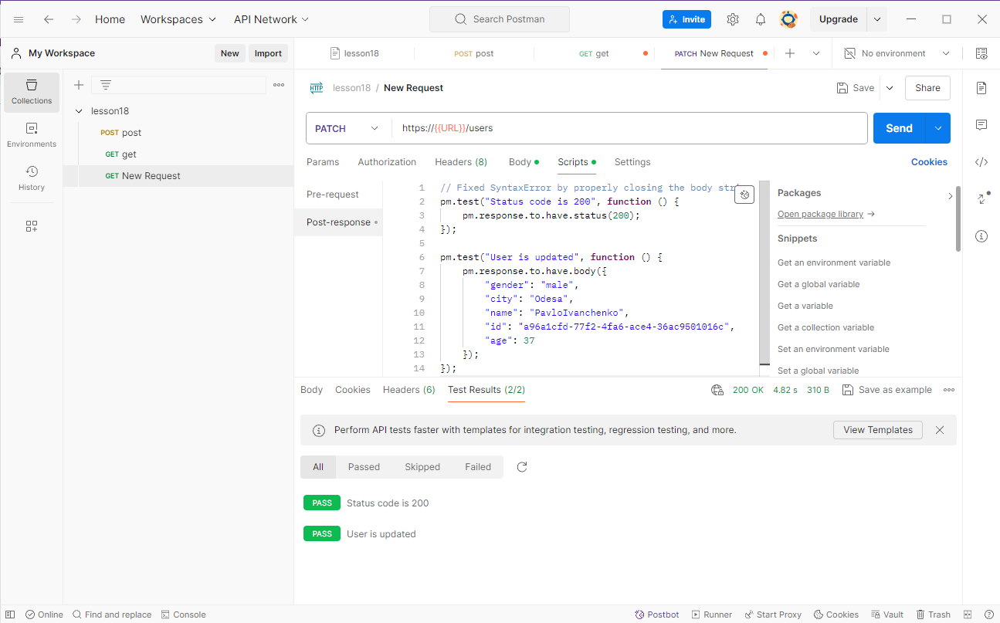 Home
Workspaces
API Network
Search Postman
Invite
Upgrade
My Workspace
New
Import
lesson18
POST post
GET get
PATCH New Request
No environment
Collections
Environments
History
lesson18
POST post
GET get
GET New Request
HTTP
lesson18 / New Request
Save
Share
PATCH
https://{{URL}}/users
Send
Params
Authorization
Headers (8)
Body
Scripts
Settings
Cookies
Pre-request
Post-response
1 // Fixed SyntaxError by properly closing the body
2 pm.test("Status code is 200", function () {
3 pm.response.to.have.status(200);
4 });
5
6 pm.test("User is updated", function () {
7 pm.response.to.have.body({
8 "gender": "male",
9 "city": "Odesa",
10 "name": "PavloIvanchenko",
11 "id": "a96a1cfd-77f2-4fa6-ace4-36ac9501016c",
12 "age": 37
13 });
14 });
Packages
Open package library →
Snippets
Get an environment variable
Get a global variable
Get a variable
Get a collection variable
Set an environment variable
Set a global variable
Body
Cookies
Headers (6)
Test Results (2/2)
200 OK
4.82 s
310 B
Save as example
Perform API tests faster with templates for integration testing, regression testing, and more.
View Templates
All
Passed
Skipped
Failed
PASS Status code is 200
PASS User is updated
Online
Find and replace
Console
Postbot
Runner
Start Proxy
Cookies
Vault
Trash